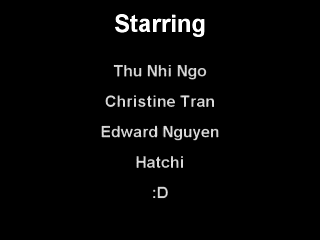 Starring
Thu Nhi Ngo
Christine Tran
Edward Nguyen
Hatchi
:D